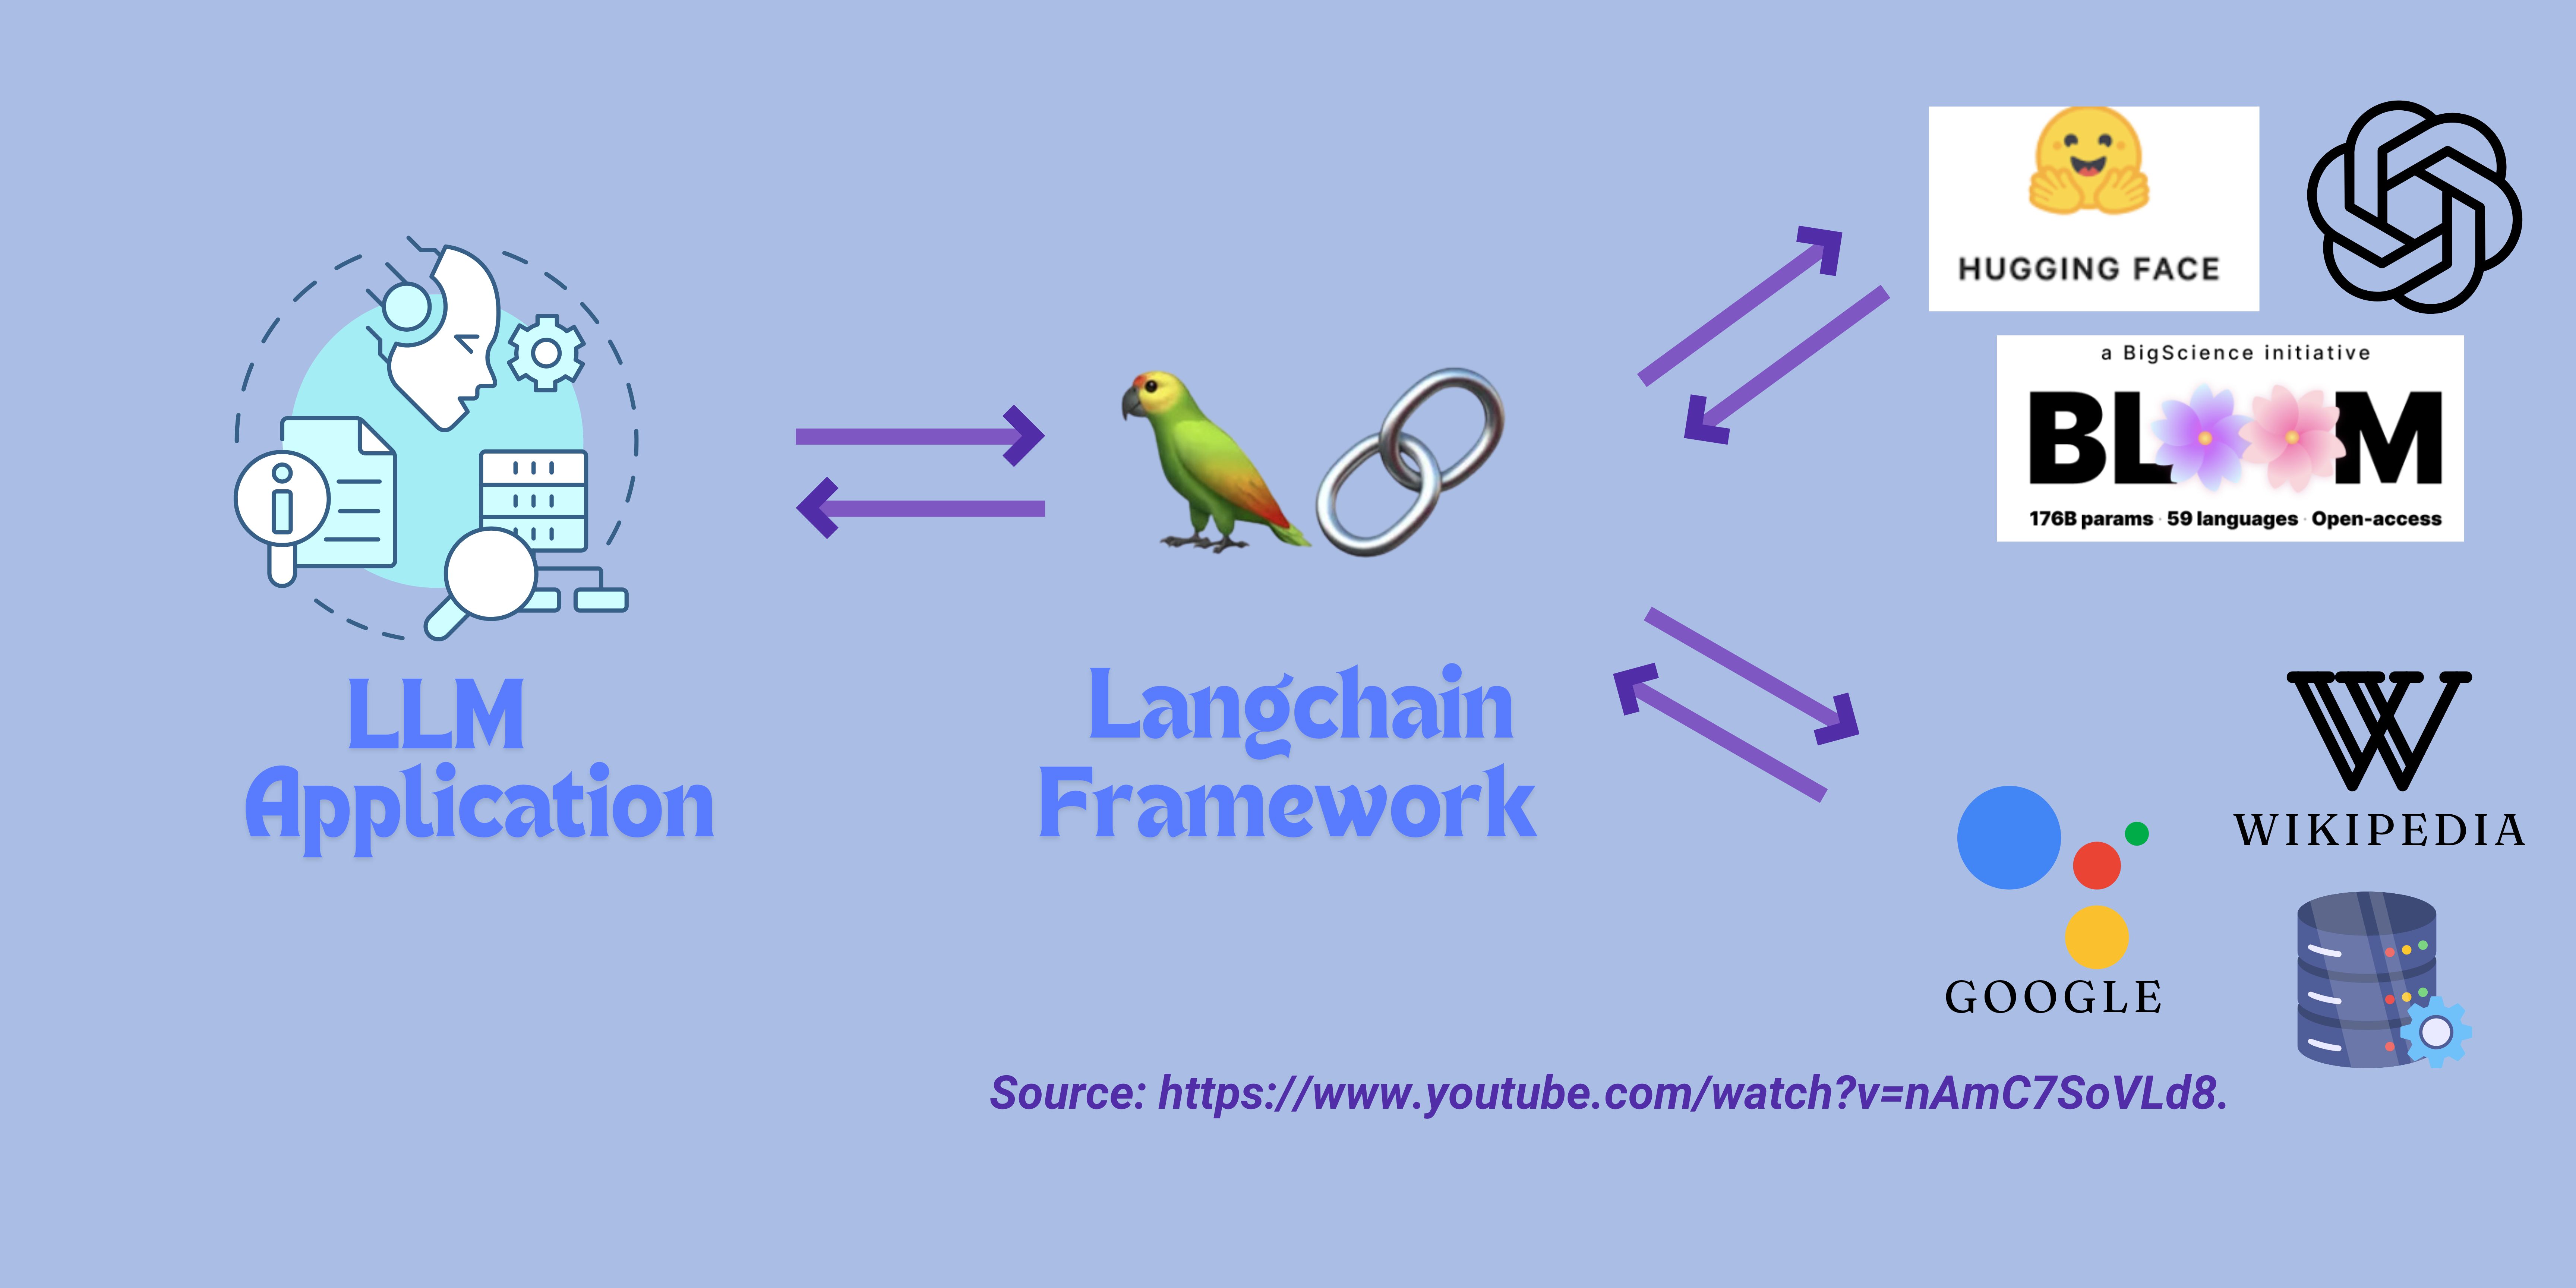 LLM
Application
Langchain
Framework
HUGGING FACE
a BigScience initiative
BLOOM
176B params · 59 languages · Open-access
WIKIPEDIA
GOOGLE
Source: https://www.youtube.com/watch?v=nAmC7SoVLd8.